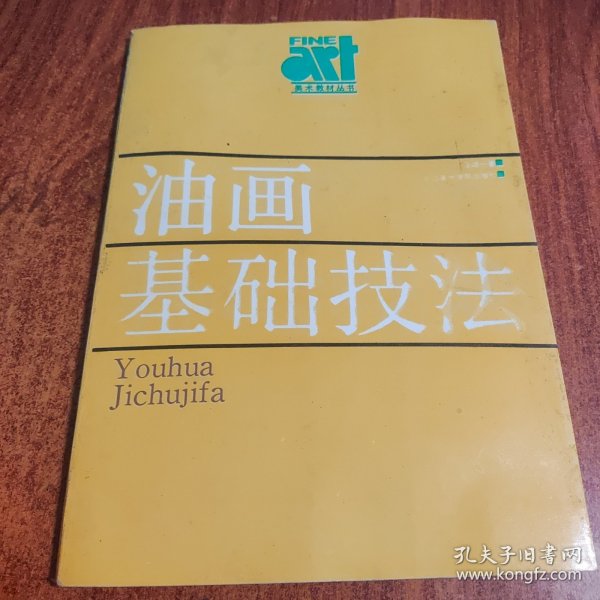 FINE
art
美术教材丛书
油画
基础技法
Youhua
Jichujifa
孔夫子旧书网
www.kongfz.com